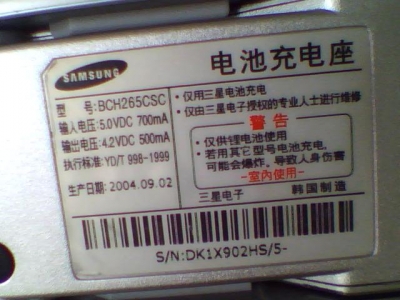 SAMSUNG
电池充电座
型 号: BCH265CSC
输入电压: 5.0VDC 700mA
输出电压: 4.2VDC 500mA
执行标准: YD/T 998-1999
生产日期: 2004.09.02
• 仅用三星电池充电
• 仅由三星电子授权的专业人士进行维修
警告
• 仅供锂电池使用
• 若用其它型号电池充电,
可能会爆炸, 导致人身伤害
-室内使用-
三星电子 韩国制造
S/N:DK1X902HS/5-